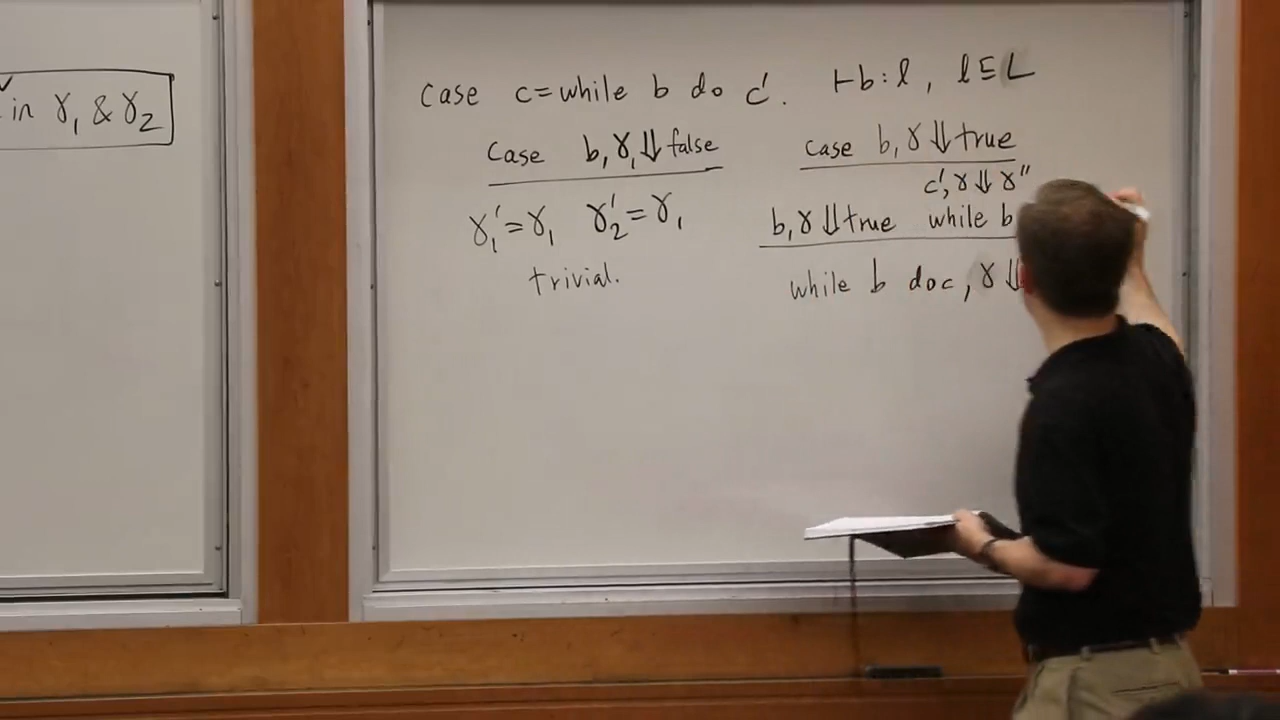 in γ₁ & γ₂
Case c = while b do c'. ⊢b : l , l ⊑ L
Case b, γ₁ ⇓ false
γ₁' = γ₁ γ₂' = γ₁
trivial.
Case b, γ ⇓ true
c', γ ⇓ γ''
b, γ ⇓ true while b
while b do c, γ ⇓